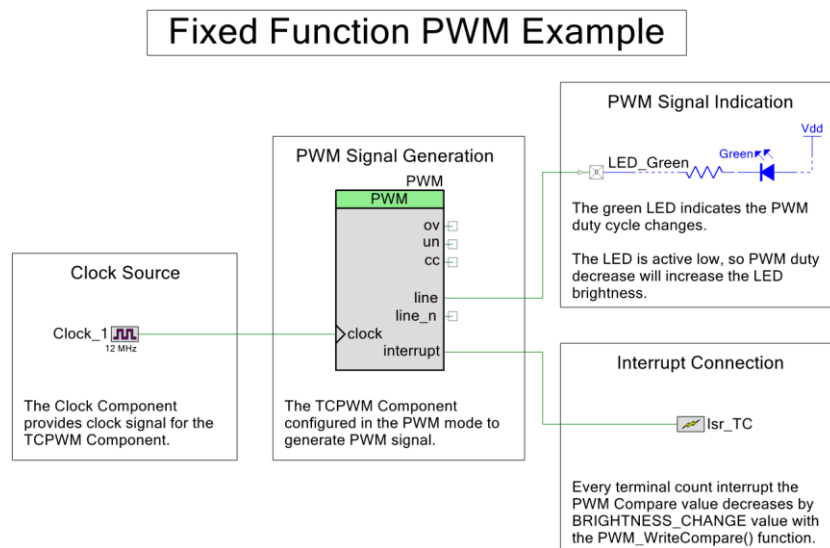 Fixed Function PWM Example
PWM Signal Indication
Vdd
Green
LED_Green
The green LED indicates the PWM
duty cycle changes.
The LED is active low, so PWM duty
decrease will increase the LED
brightness.
PWM Signal Generation
PWM
PWM
ov
un
cc
line
line_n
clock
interrupt
The TCPWM Component
configured in the PWM mode to
generate PWM signal.
Clock Source
Clock_1
12 MHz
The Clock Component
provides clock signal for the
TCPWM Component.
Interrupt Connection
Isr_TC
Every terminal count interrupt the
PWM Compare value decreases by
BRIGHTNESS_CHANGE value with
the PWM_WriteCompare() function.